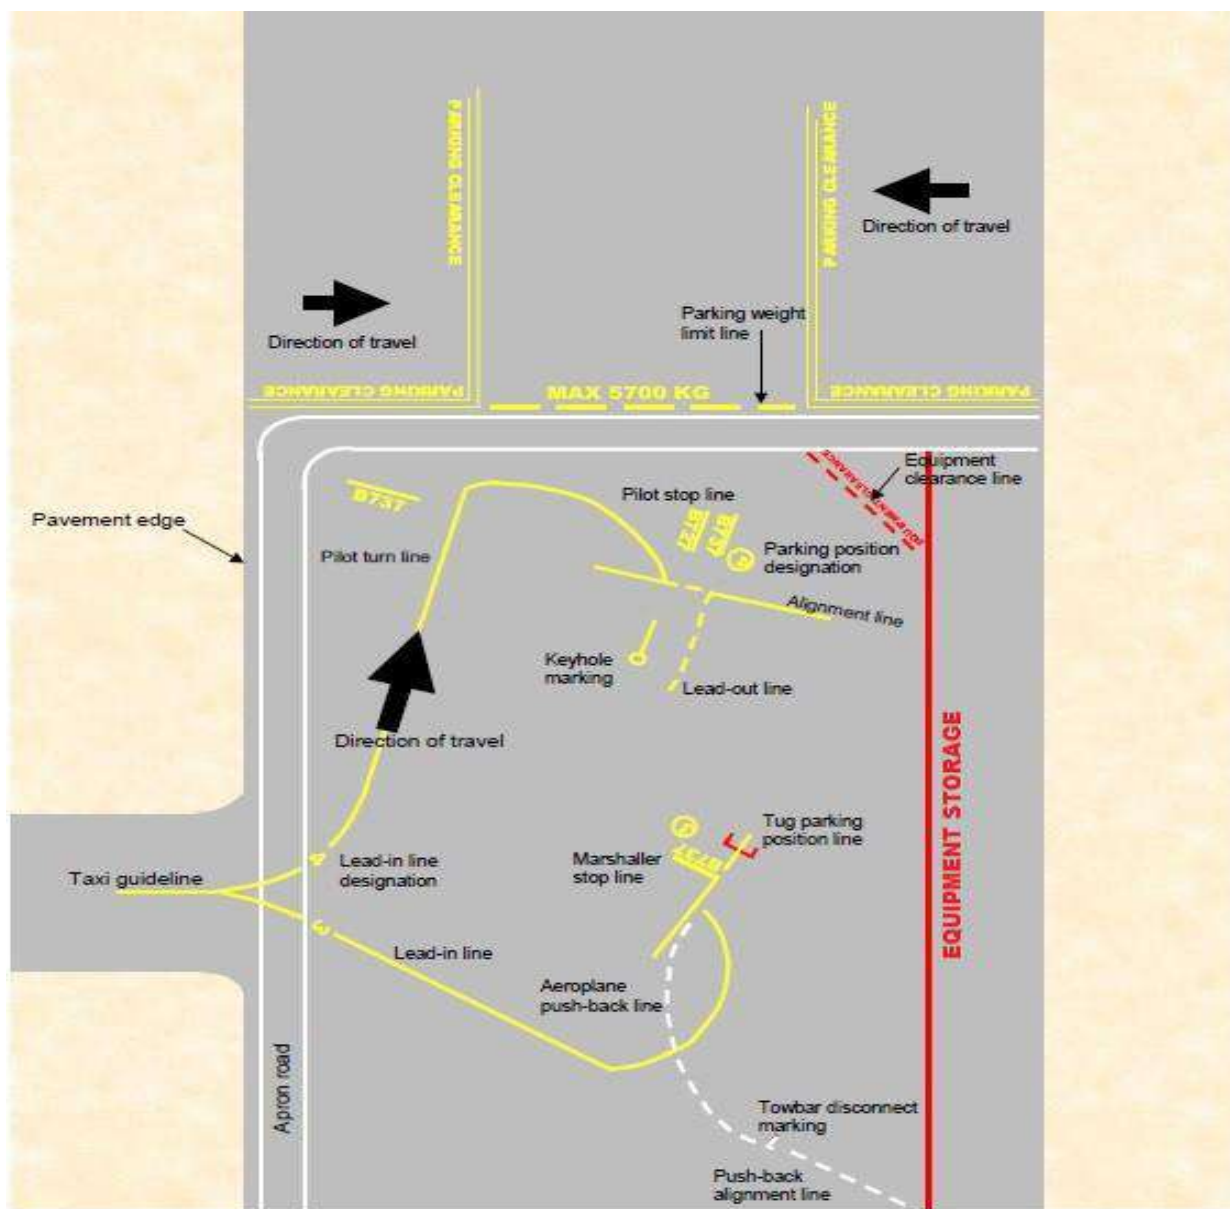 PARKING CLEARANCE
PARKING CLEARANCE
Direction of travel
Direction of travel
Parking weight
limit line
PARKING CLEARANCE
MAX 5700 KG
PARKING CLEARANCE
Equipment
clearance line
EQUIPMENT CLEARANCE
B737
Pilot stop line
B727
B737
Pavement edge
Pilot turn line
Parking position
designation
Alignment line
Keyhole
marking
Lead-out line
Direction of travel
EQUIPMENT STORAGE
Tug parking
position line
4
Lead-in line
designation
Marshaller
stop line
B737
Taxi guideline
3
Lead-in line
Aeroplane
push-back line
Apron road
Towbar disconnect
marking
Push-back
alignment line